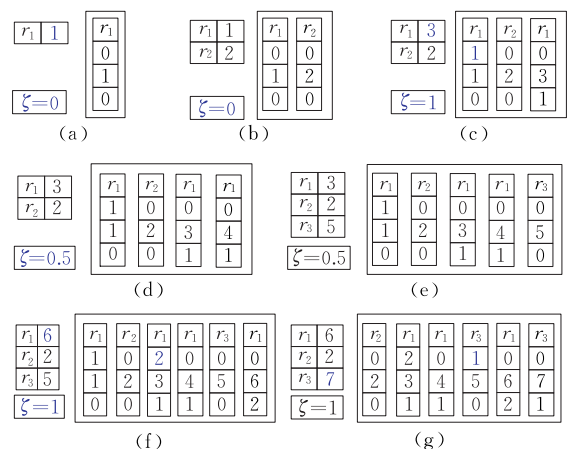 r₁ 1
ζ=0
r₁
0
1
0
(a)
r₁ 1
r₂ 2
ζ=0
r₁ r₂
0 0
1 2
0 0
(b)
r₁ 3
r₂ 2
ζ=1
r₁ r₂ r₁
1 0 0
1 2 3
0 0 1
(c)
r₁ 3
r₂ 2
ζ=0.5
r₁ r₂ r₁ r₁
1 0 0 0
1 2 3 4
0 0 1 1
(d)
r₁ 3
r₂ 2
r₃ 5
ζ=0.5
r₁ r₂ r₁ r₁ r₃
1 0 0 0 0
1 2 3 4 5
0 0 1 1 0
(e)
r₁ 6
r₂ 2
r₃ 5
ζ=1
r₁ r₂ r₁ r₁ r₃ r₁
1 0 2 0 0 0
1 2 3 4 5 6
0 0 1 1 0 2
(f)
r₁ 6
r₂ 2
r₃ 7
ζ=1
r₂ r₁ r₁ r₃ r₁ r₃
0 2 0 1 0 0
2 3 4 5 6 7
0 1 1 0 2 1
(g)